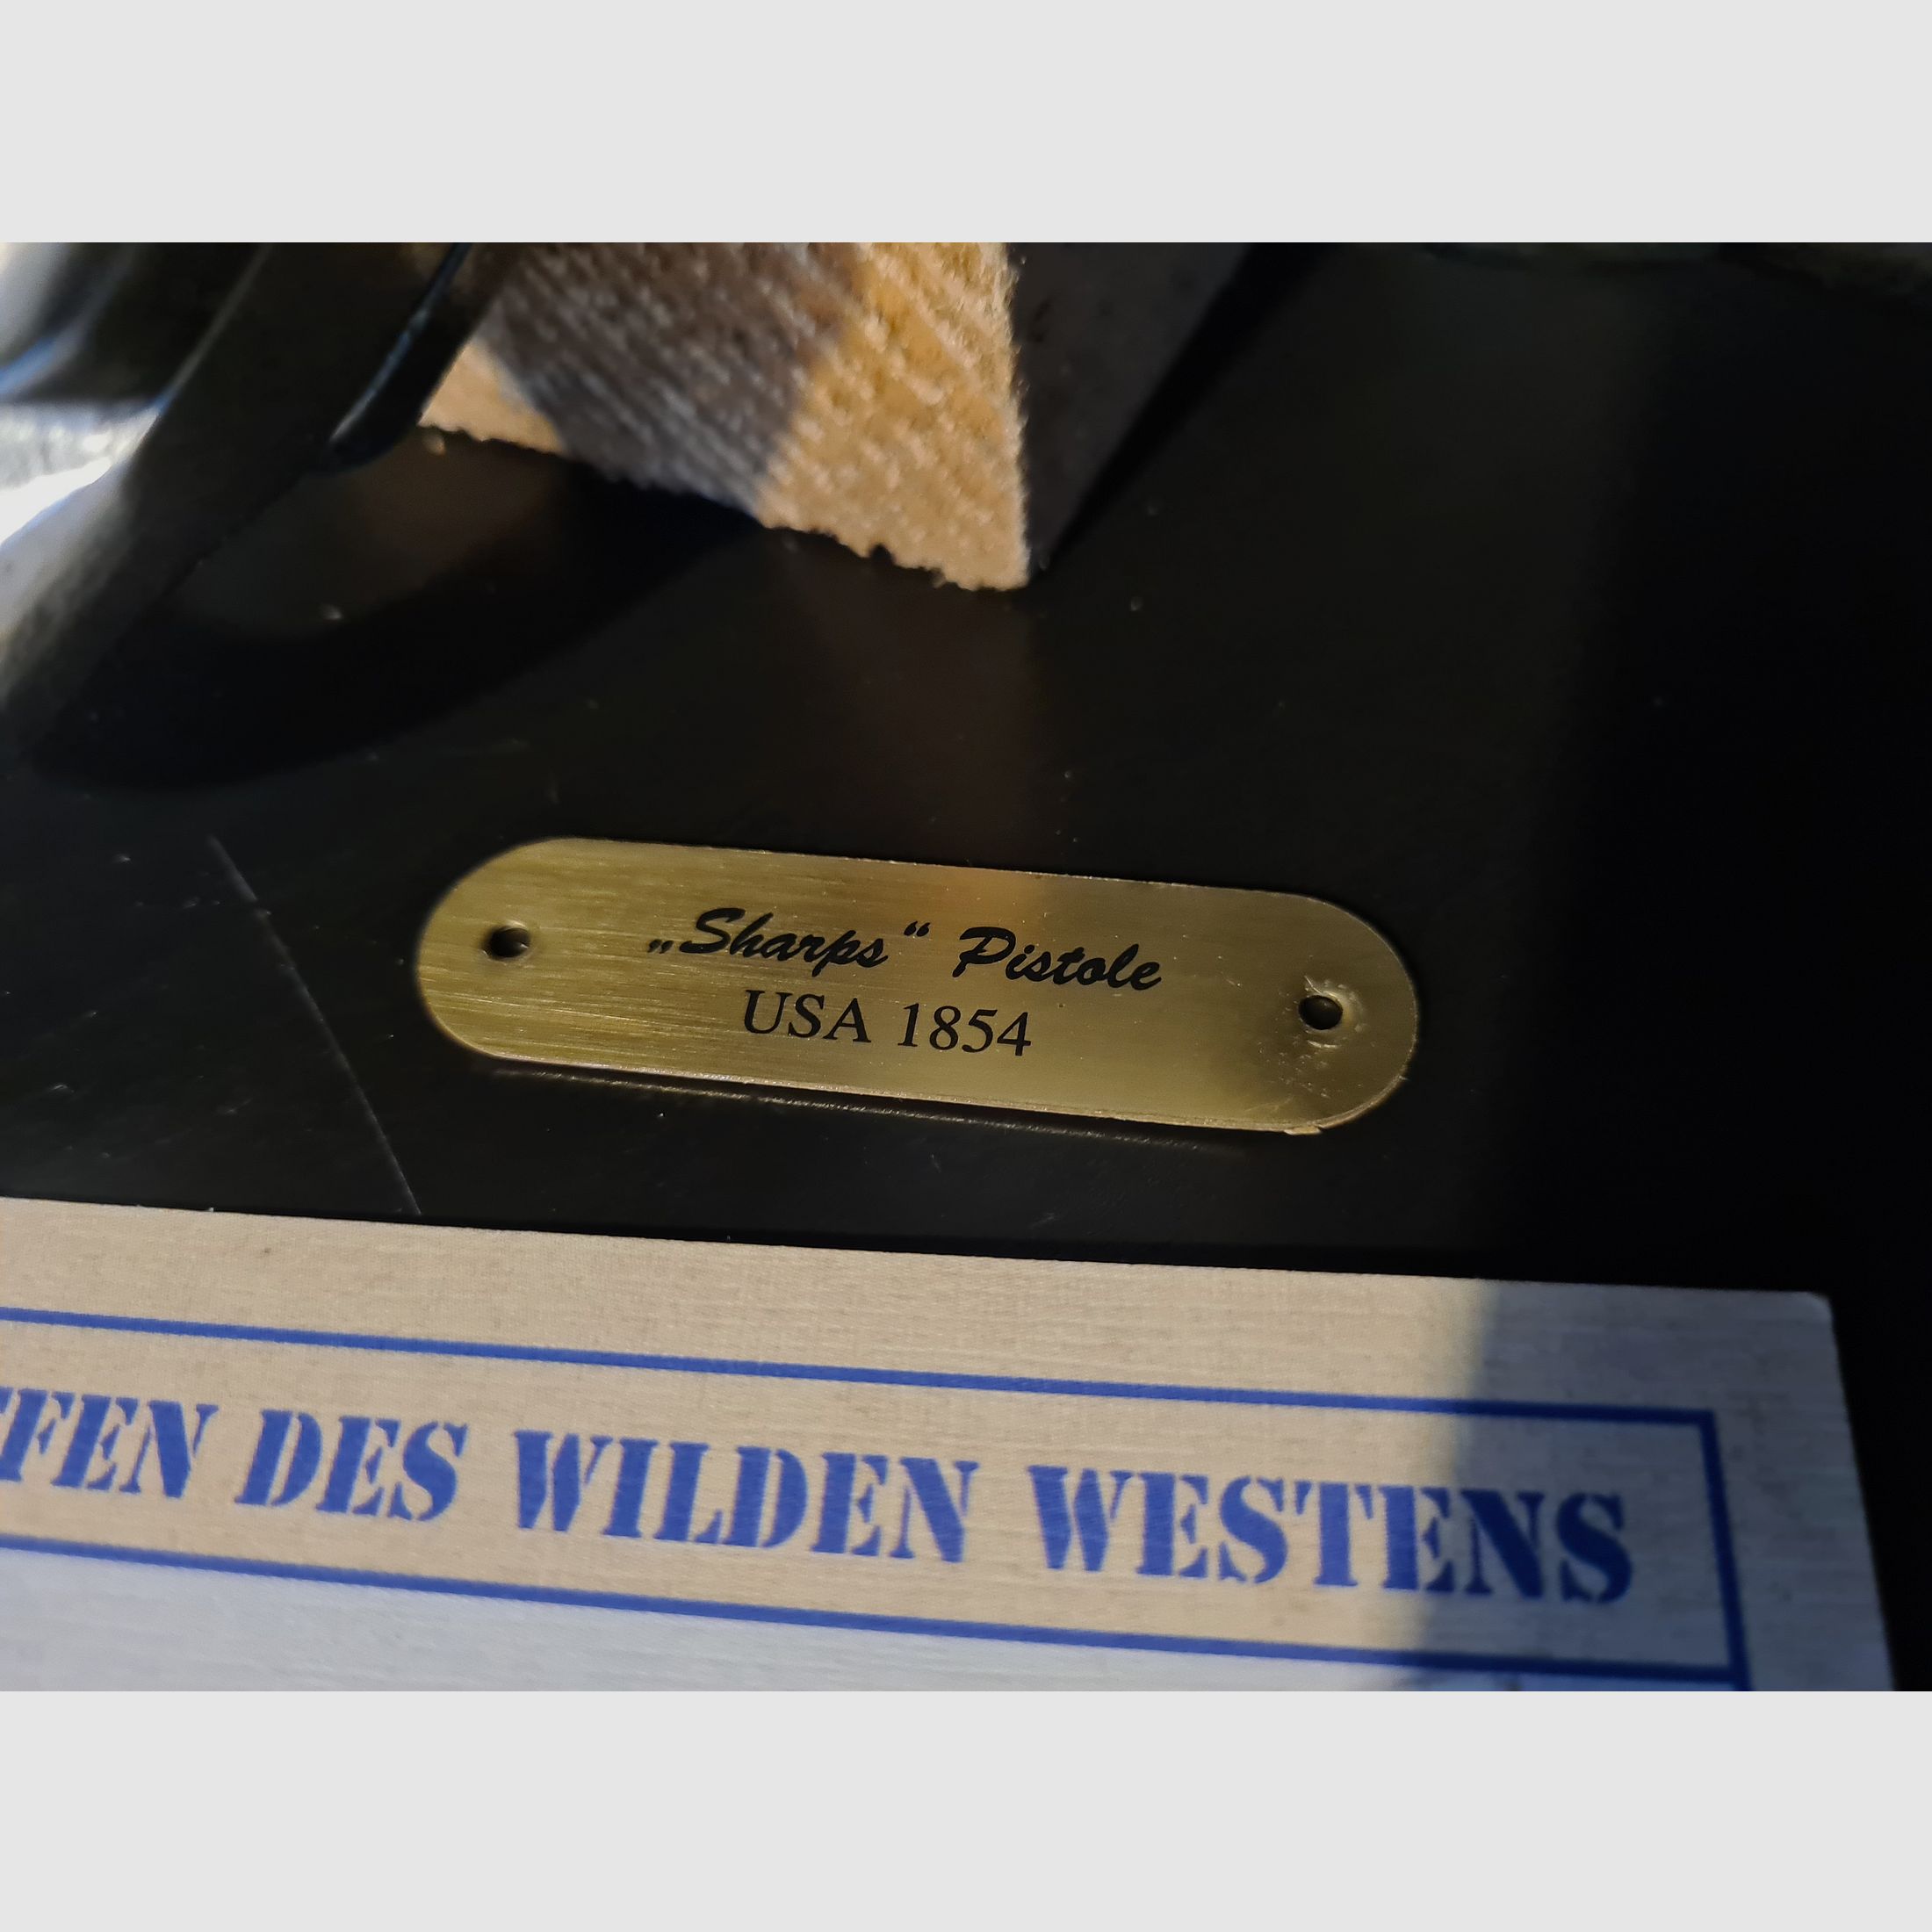 „Sharps“ Pistole
USA 1854
FEN DES WILDEN WESTENS